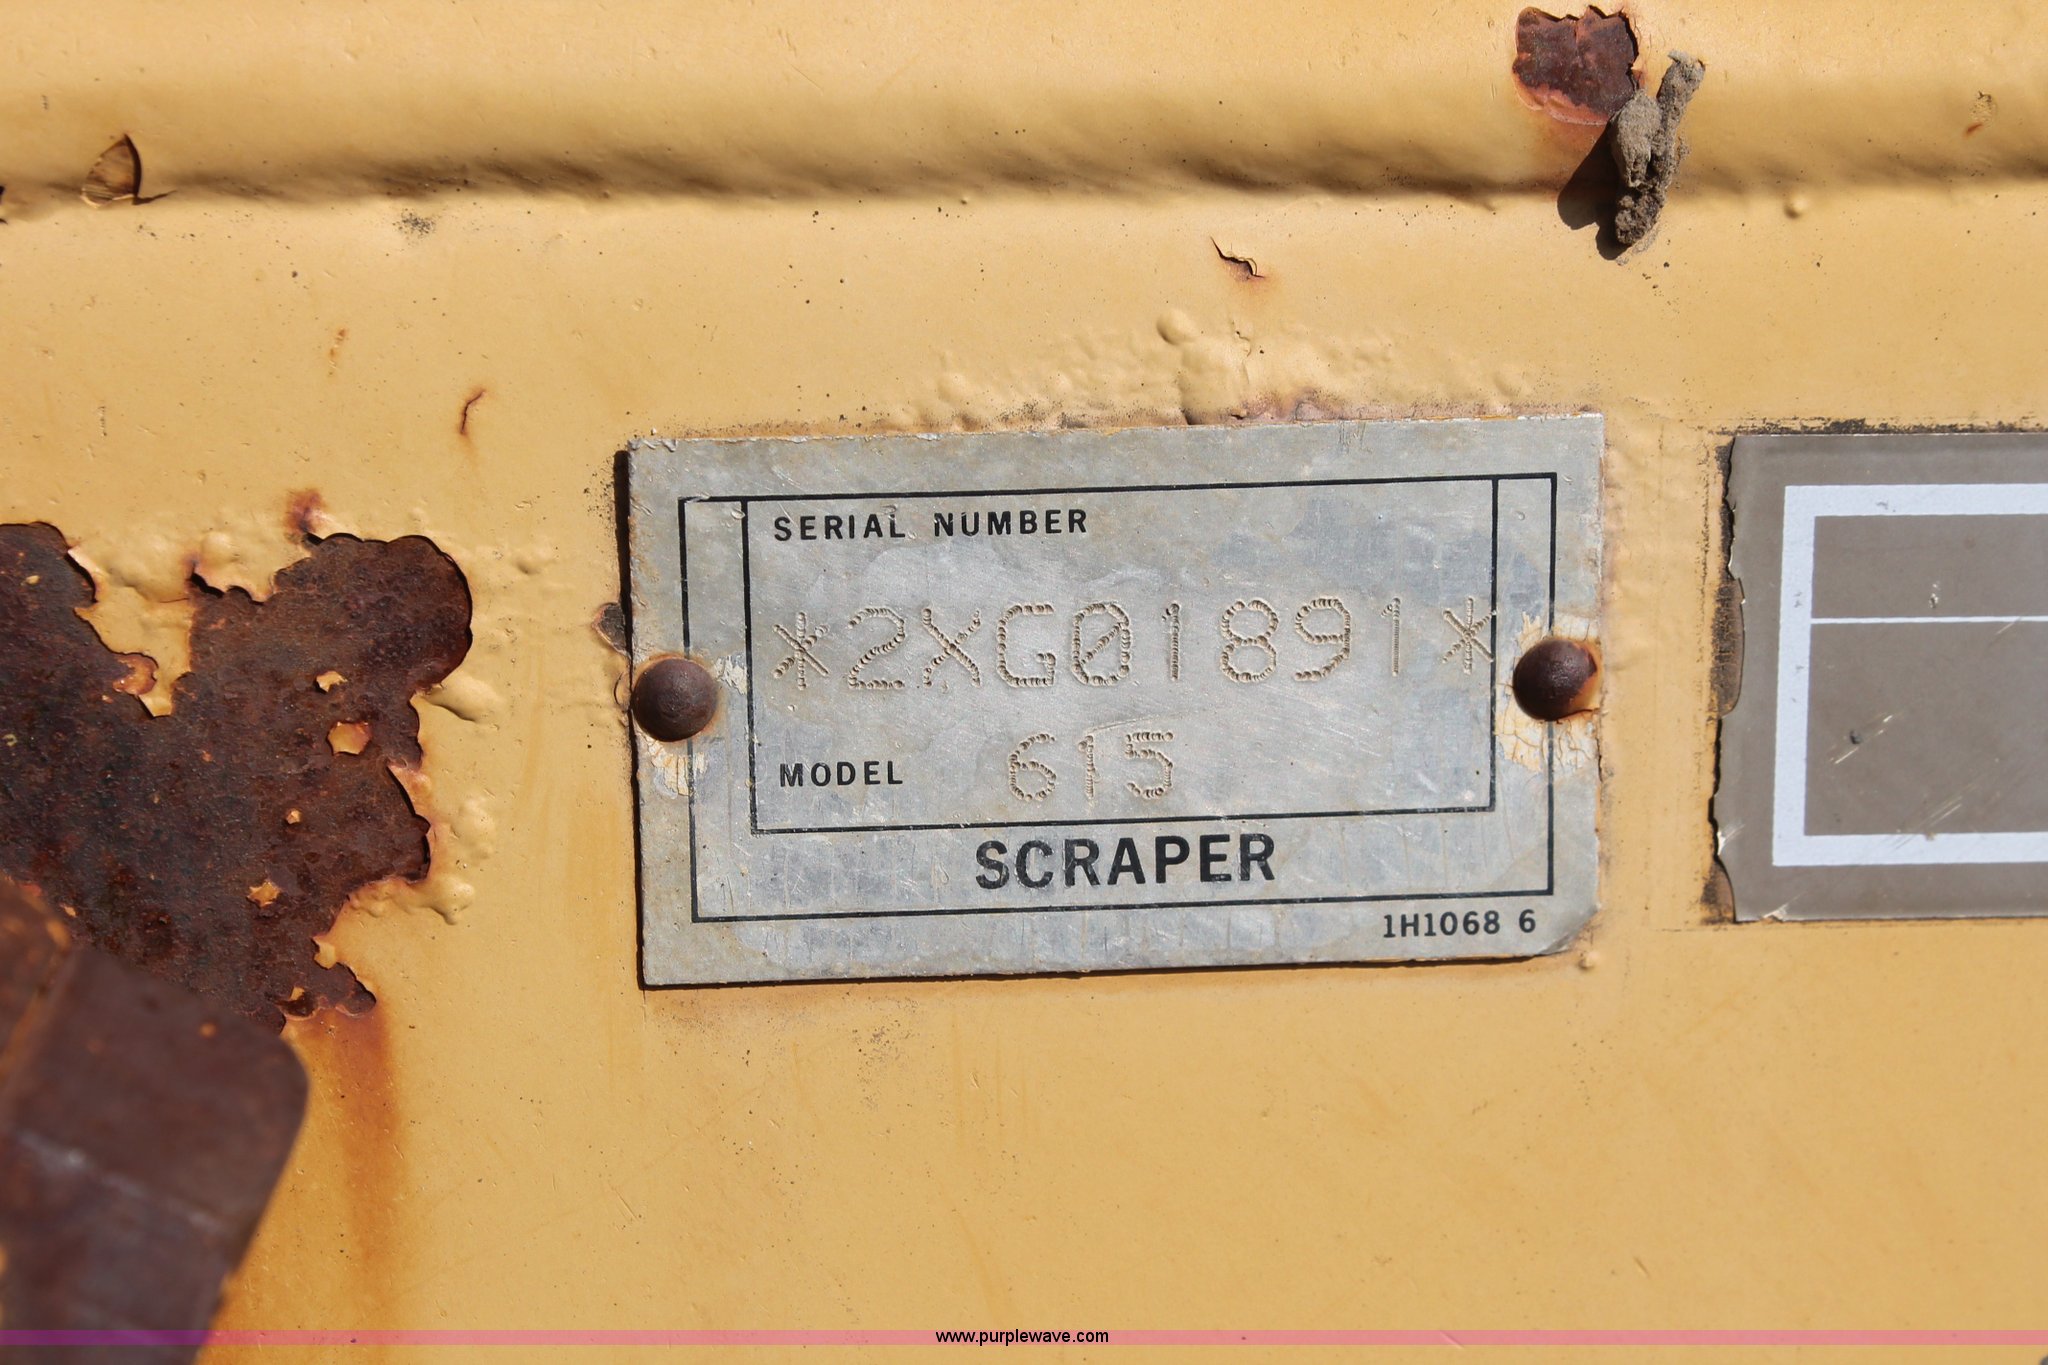 SERIAL NUMBER
*2XG01891*
MODEL 615
SCRAPER
1H1068 6
www.purplewave.com